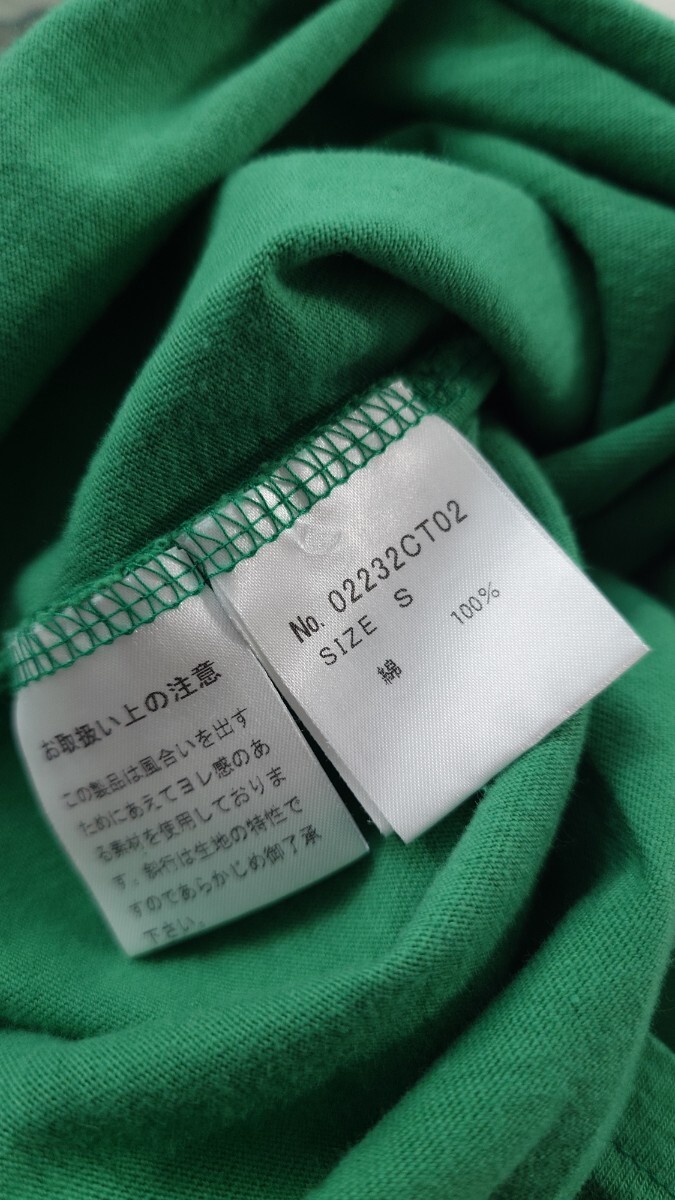 No. 02232CT02
SIZE S
綿 100%
お取扱い上の注意
この製品は風合いを出す
ためにあえてヨレ感のあ
る素材を使用しておりま
す。斜行は生地の特性で
すのであらかじめ御了承
下さい。